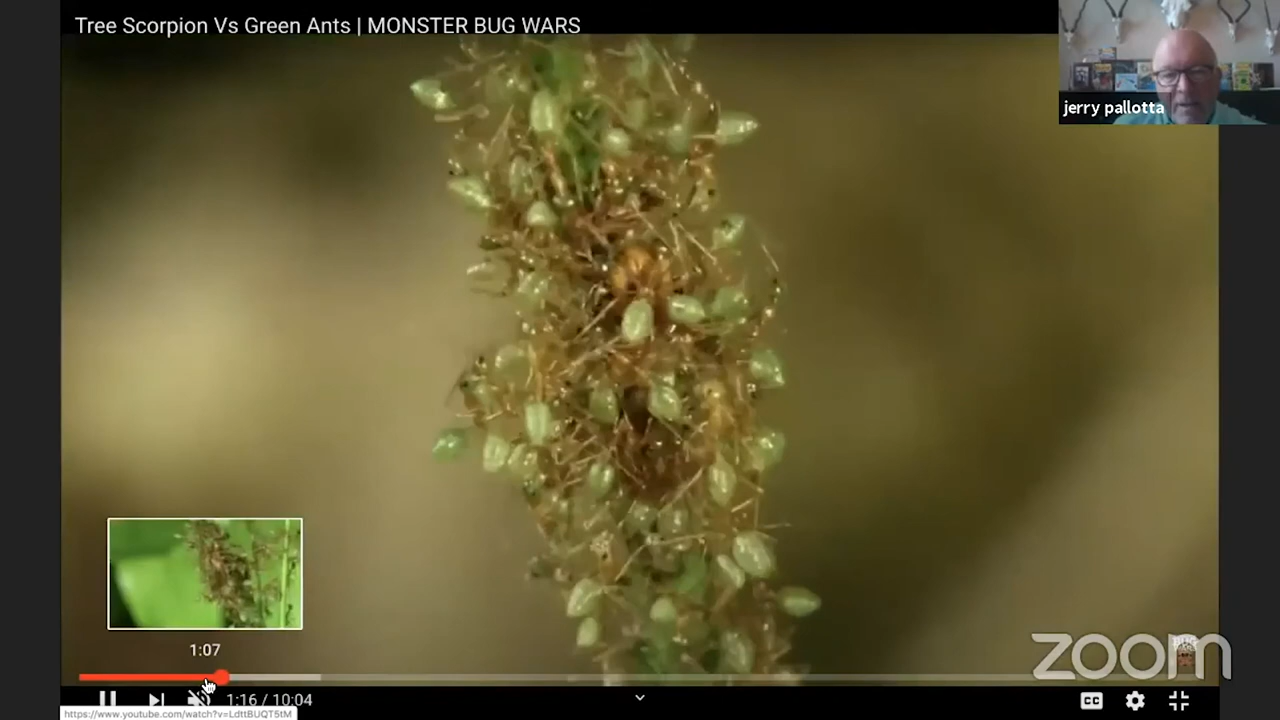 Tree Scorpion Vs Green Ants | MONSTER BUG WARS
jerry pallotta
1:07
1:16 / 10:04
CC
zoom
https://www.youtube.com/watch?v=LdttBUQT5tM